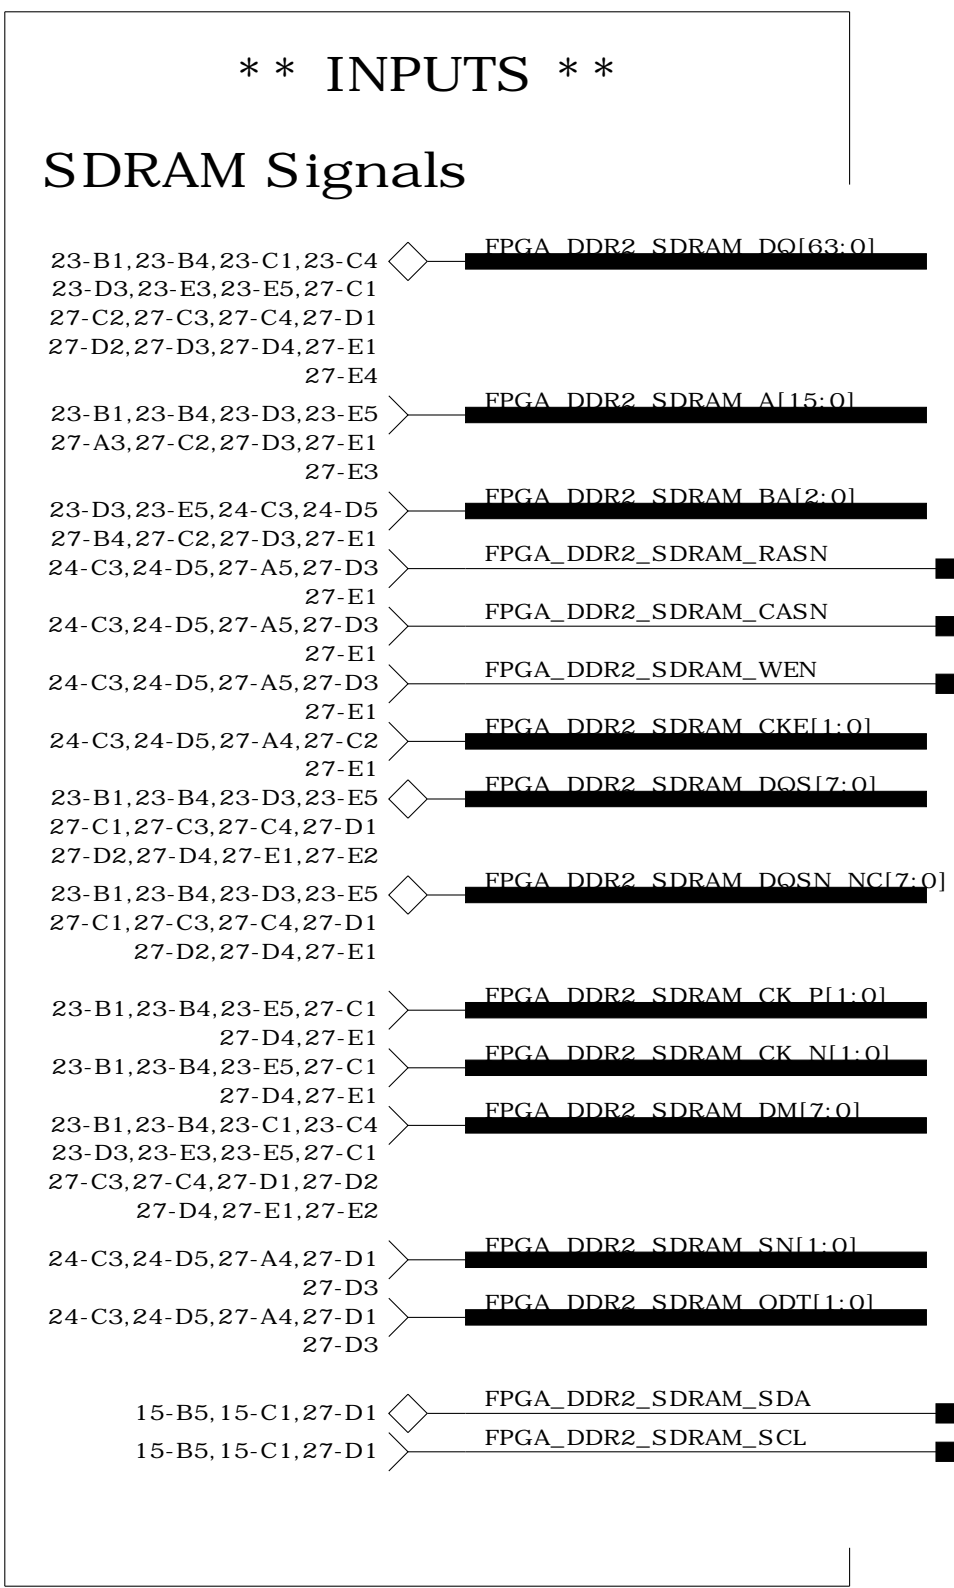 ** INPUTS **
SDRAM Signals
23-B1,23-B4,23-C1,23-C4 FPGA_DDR2_SDRAM_DQ[63:0]
23-D3,23-E3,23-E5,27-C1
27-C2,27-C3,27-C4,27-D1
27-D2,27-D3,27-D4,27-E1
27-E4
23-B1,23-B4,23-D3,23-E5 FPGA_DDR2_SDRAM_A[15:0]
27-A3,27-C2,27-D3,27-E1
27-E3
23-D3,23-E5,24-C3,24-D5 FPGA_DDR2_SDRAM_BA[2:0]
27-B4,27-C2,27-D3,27-E1
24-C3,24-D5,27-A5,27-D3 FPGA_DDR2_SDRAM_RASN
27-E1
24-C3,24-D5,27-A5,27-D3 FPGA_DDR2_SDRAM_CASN
27-E1
24-C3,24-D5,27-A5,27-D3 FPGA_DDR2_SDRAM_WEN
27-E1
24-C3,24-D5,27-A4,27-C2 FPGA_DDR2_SDRAM_CKE[1:0]
27-E1
23-B1,23-B4,23-D3,23-E5 FPGA_DDR2_SDRAM_DQS[7:0]
27-C1,27-C3,27-C4,27-D1
27-D2,27-D4,27-E1,27-E2
23-B1,23-B4,23-D3,23-E5 FPGA_DDR2_SDRAM_DQSN_NC[7:0]
27-C1,27-C3,27-C4,27-D1
27-D2,27-D4,27-E1
23-B1,23-B4,23-E5,27-C1 FPGA_DDR2_SDRAM_CK_P[1:0]
27-D4,27-E1
23-B1,23-B4,23-E5,27-C1 FPGA_DDR2_SDRAM_CK_N[1:0]
27-D4,27-E1
23-B1,23-B4,23-C1,23-C4 FPGA_DDR2_SDRAM_DM[7:0]
23-D3,23-E3,23-E5,27-C1
27-C3,27-C4,27-D1,27-D2
27-D4,27-E1,27-E2
24-C3,24-D5,27-A4,27-D1 FPGA_DDR2_SDRAM_SN[1:0]
27-D3
24-C3,24-D5,27-A4,27-D1 FPGA_DDR2_SDRAM_ODT[1:0]
27-D3
15-B5,15-C1,27-D1 FPGA_DDR2_SDRAM_SDA
15-B5,15-C1,27-D1 FPGA_DDR2_SDRAM_SCL